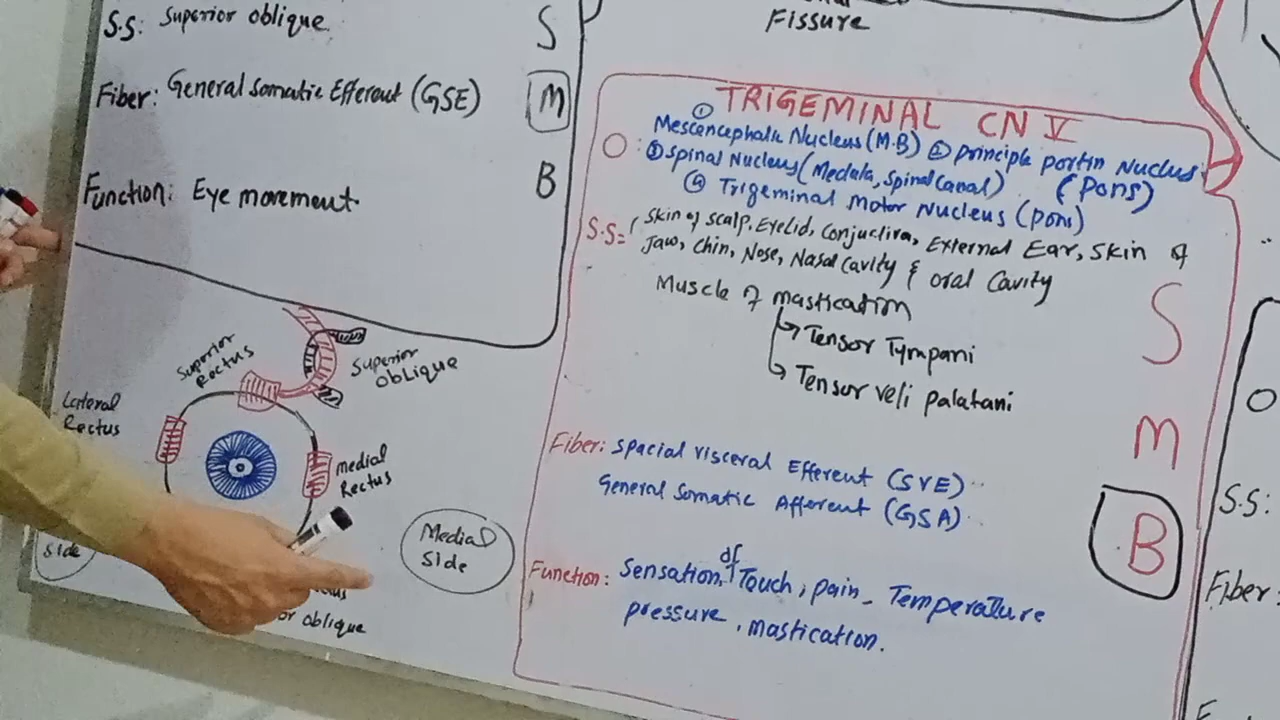 S.S: Superior oblique
S
Fiber: General Somatic Efferent (GSE)
M
Function: Eye movement
B
Superior
Rectus
Superior
oblique
Lateral
Rectus
medial
Rectus
Side
Medial
Side
oblique
Fissure
TRIGEMINAL CN V
O: ① Mesencephalic Nucleus (M.B) ② principle portin Nuclus
(Pons)
③ Spinal Nucleus (Medula, Spinal Canal)
④ Trigeminal Motor Nucleus (Pons)
S.S= Skin of scalp, Eyelid, Conjuctiva, External Ear, Skin of
Jaw, Chin, Nose, Nasal Cavity & oral Cavity
Muscle of mastication
↳ Tensor Tympani
↳ Tensor veli palatani
S
M
B
Fiber: Spacial visceral Efferent (SVE)
General Somatic Afferent (GSA)
Function: Sensation of Touch, pain, Temperature
pressure, mastication.
O
S.S:
Fiber: